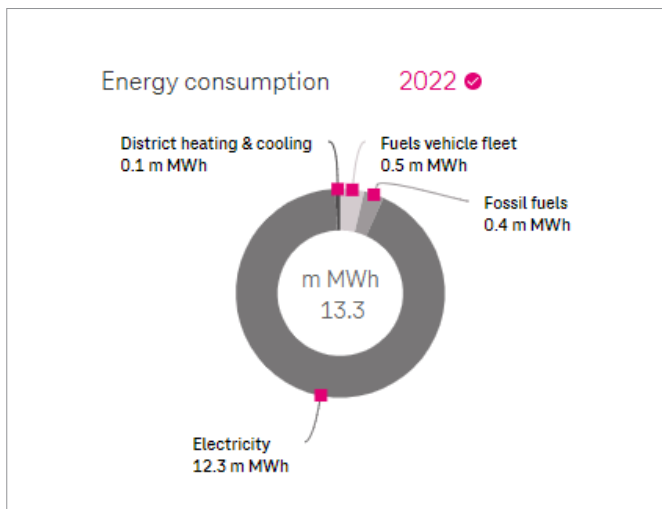 Energy consumption 2022
District heating & cooling
0.1 m MWh
Fuels vehicle fleet
0.5 m MWh
Fossil fuels
0.4 m MWh
m MWh
13.3
Electricity
12.3 m MWh